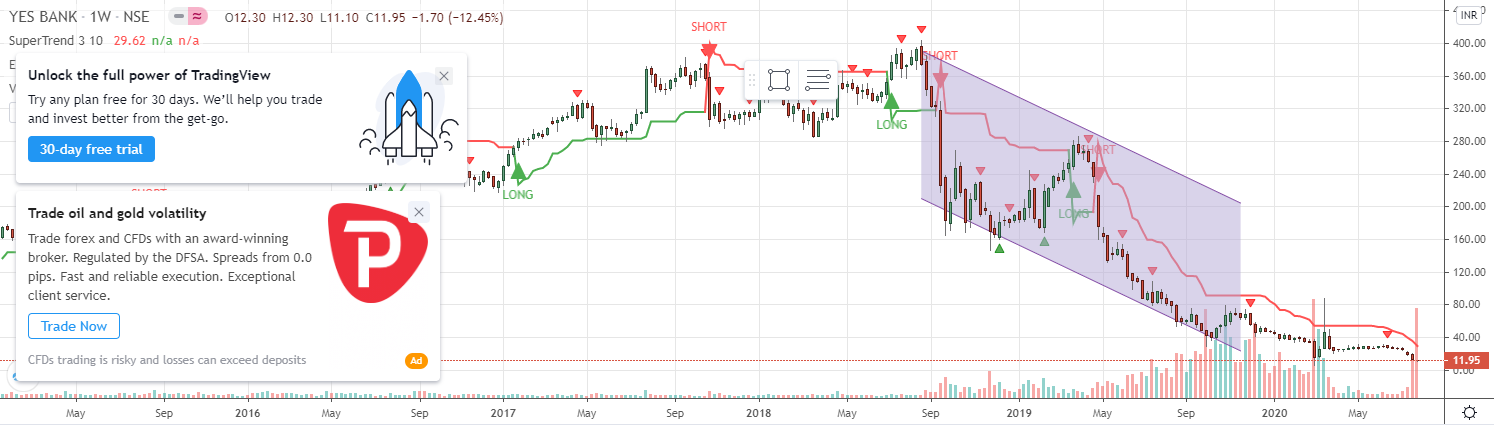 YES BANK · 1W · NSE O12.30 H12.30 L11.10 C11.95 −1.70 (−12.45%)
SuperTrend 3 10 29.62 n/a n/a
E
V
Unlock the full power of TradingView
Try any plan free for 30 days. We'll help you trade
and invest better from the get-go.
30-day free trial
Trade oil and gold volatility
Trade forex and CFDs with an award-winning
broker. Regulated by the DFSA. Spreads from 0.0
pips. Fast and reliable execution. Exceptional
client service.
Trade Now
CFDs trading is risky and losses can exceed deposits
Ad
P
SHORT
LONG
SHORT
LONG
SHORT
LONG
SHORT
INR
400.00
360.00
320.00
280.00
240.00
200.00
160.00
120.00
80.00
40.00
11.95
0.00
May Sep 2016 May Sep 2017 May Sep 2018 May Sep 2019 May Sep 2020 May